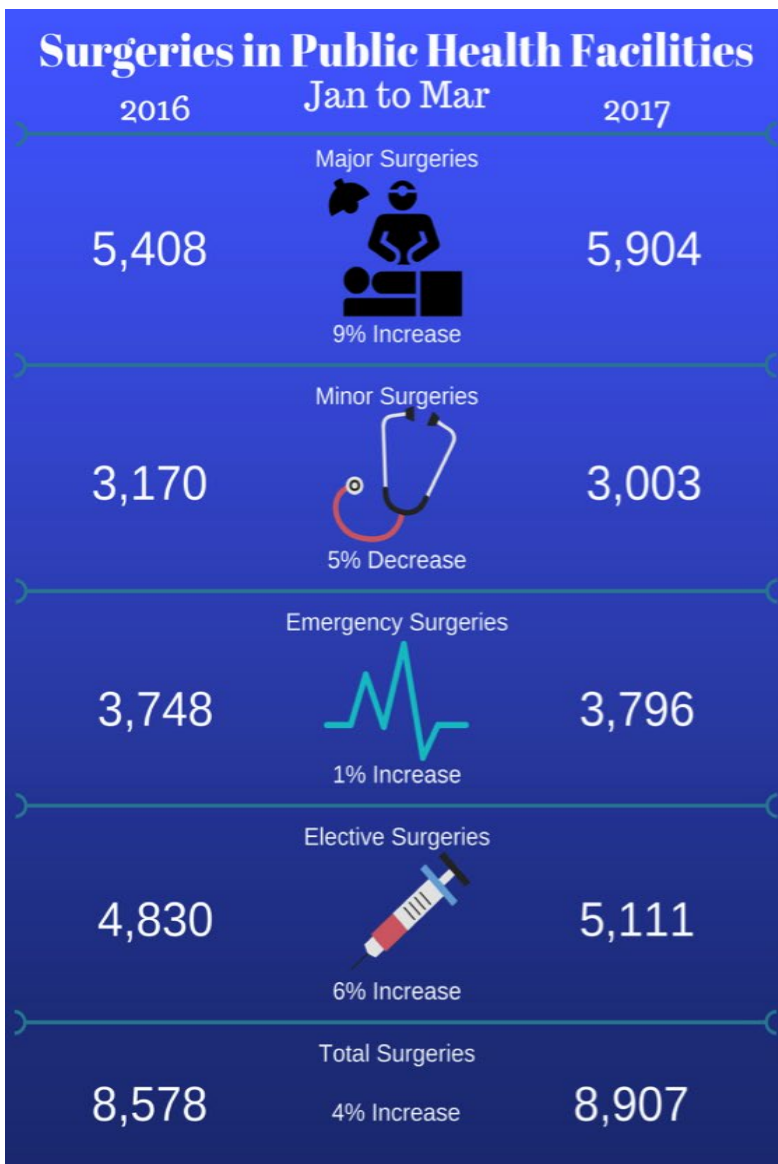 Surgeries in Public Health Facilities
2016 Jan to Mar 2017
Major Surgeries
5,408 5,904
9% Increase
Minor Surgeries
3,170 3,003
5% Decrease
Emergency Surgeries
3,748 3,796
1% Increase
Elective Surgeries
4,830 5,111
6% Increase
Total Surgeries
8,578 4% Increase 8,907